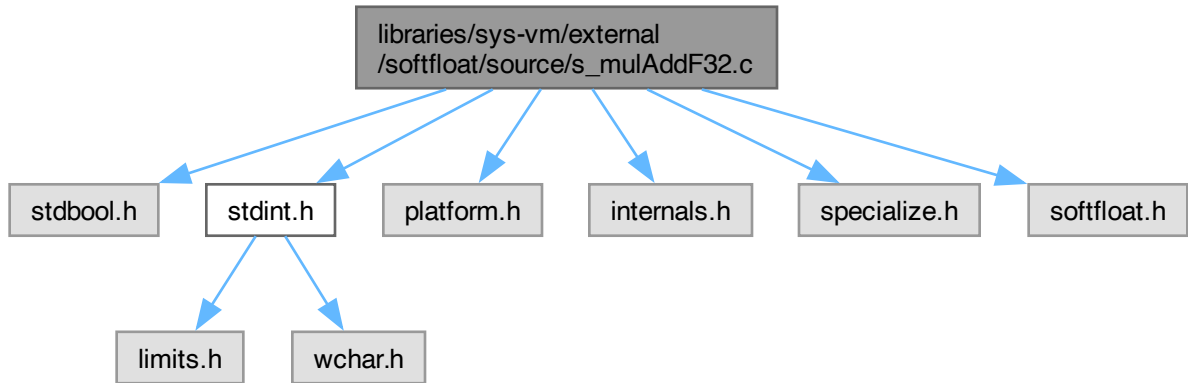 libraries/sys-vm/external
/softfloat/source/s_mulAddF32.c
stdbool.h
stdint.h
platform.h
internals.h
specialize.h
softfloat.h
limits.h
wchar.h